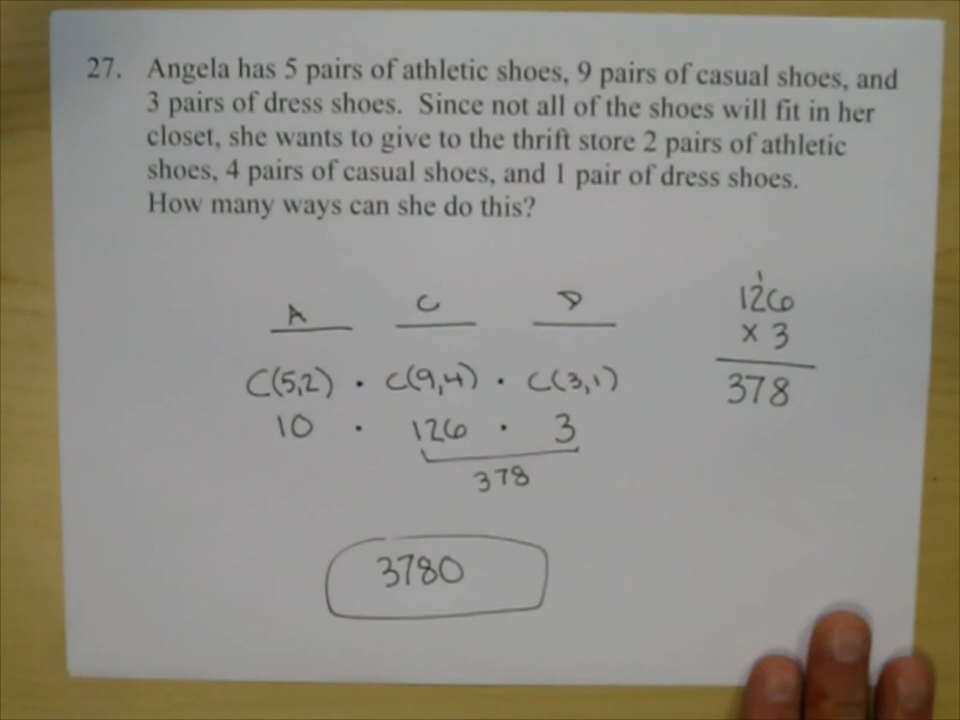 27. Angela has 5 pairs of athletic shoes, 9 pairs of casual shoes, and
3 pairs of dress shoes. Since not all of the shoes will fit in her
closet, she wants to give to the thrift store 2 pairs of athletic
shoes, 4 pairs of casual shoes, and 1 pair of dress shoes.
How many ways can she do this?
A C D
C(5,2) · C(9,4) · C(3,1)
10 · 126 · 3
378
3780
1
126
x 3
378